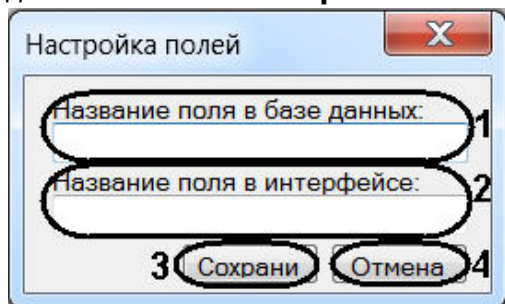 Настройка полей
X
Название поля в базе данных:
1
Название поля в интерфейсе:
2
3 Сохрани Отмена 4